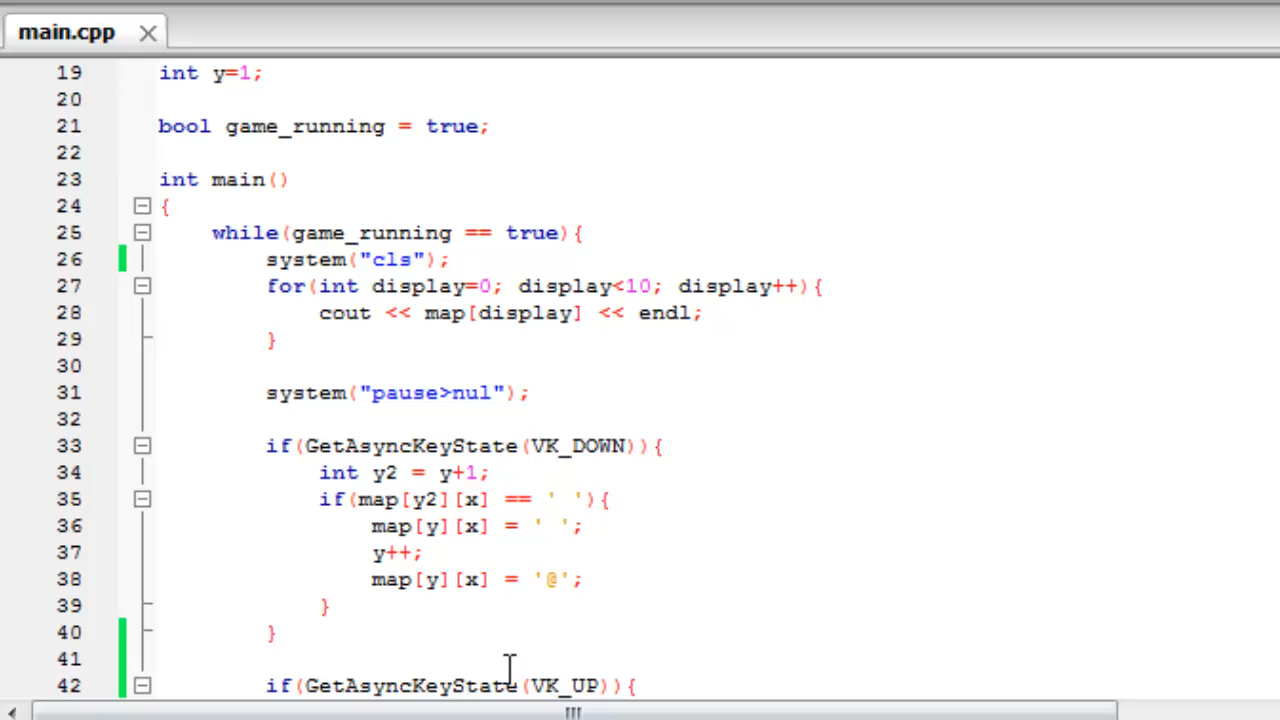 main.cpp
19 int y=1;
20
21 bool game_running = true;
22
23 int main()
24 {
25 while(game_running == true){
26 system("cls");
27 for(int display=0; display<10; display++){
28 cout << map[display] << endl;
29 }
30
31 system("pause>nul");
32
33 if(GetAsyncKeyState(VK_DOWN)){
34 int y2 = y+1;
35 if(map[y2][x] == ' '){
36 map[y][x] = ' ';
37 y++;
38 map[y][x] = '@';
39 }
40 }
41
42 if(GetAsyncKeyState(VK_UP)){